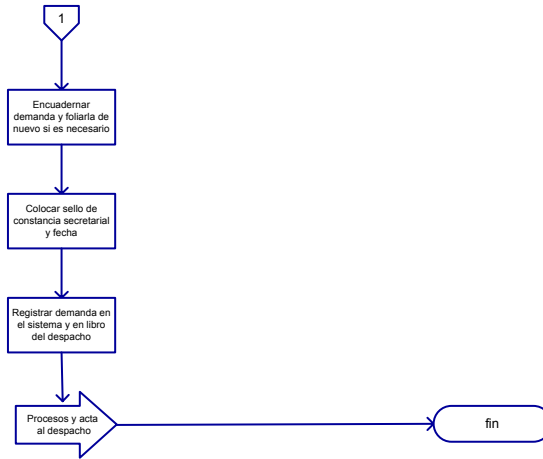 1
Encuadernar
demanda y foliarla de
nuevo si es necesario
Colocar sello de
constancia secretarial
y fecha
Registrar demanda en
el sistema y en libro
del despacho
Procesos y acta
al despacho
fin